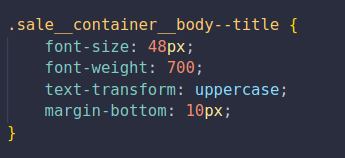 .sale__container__body--title {
    font-size: 48px;
    font-weight: 700;
    text-transform: uppercase;
    margin-bottom: 10px;
}